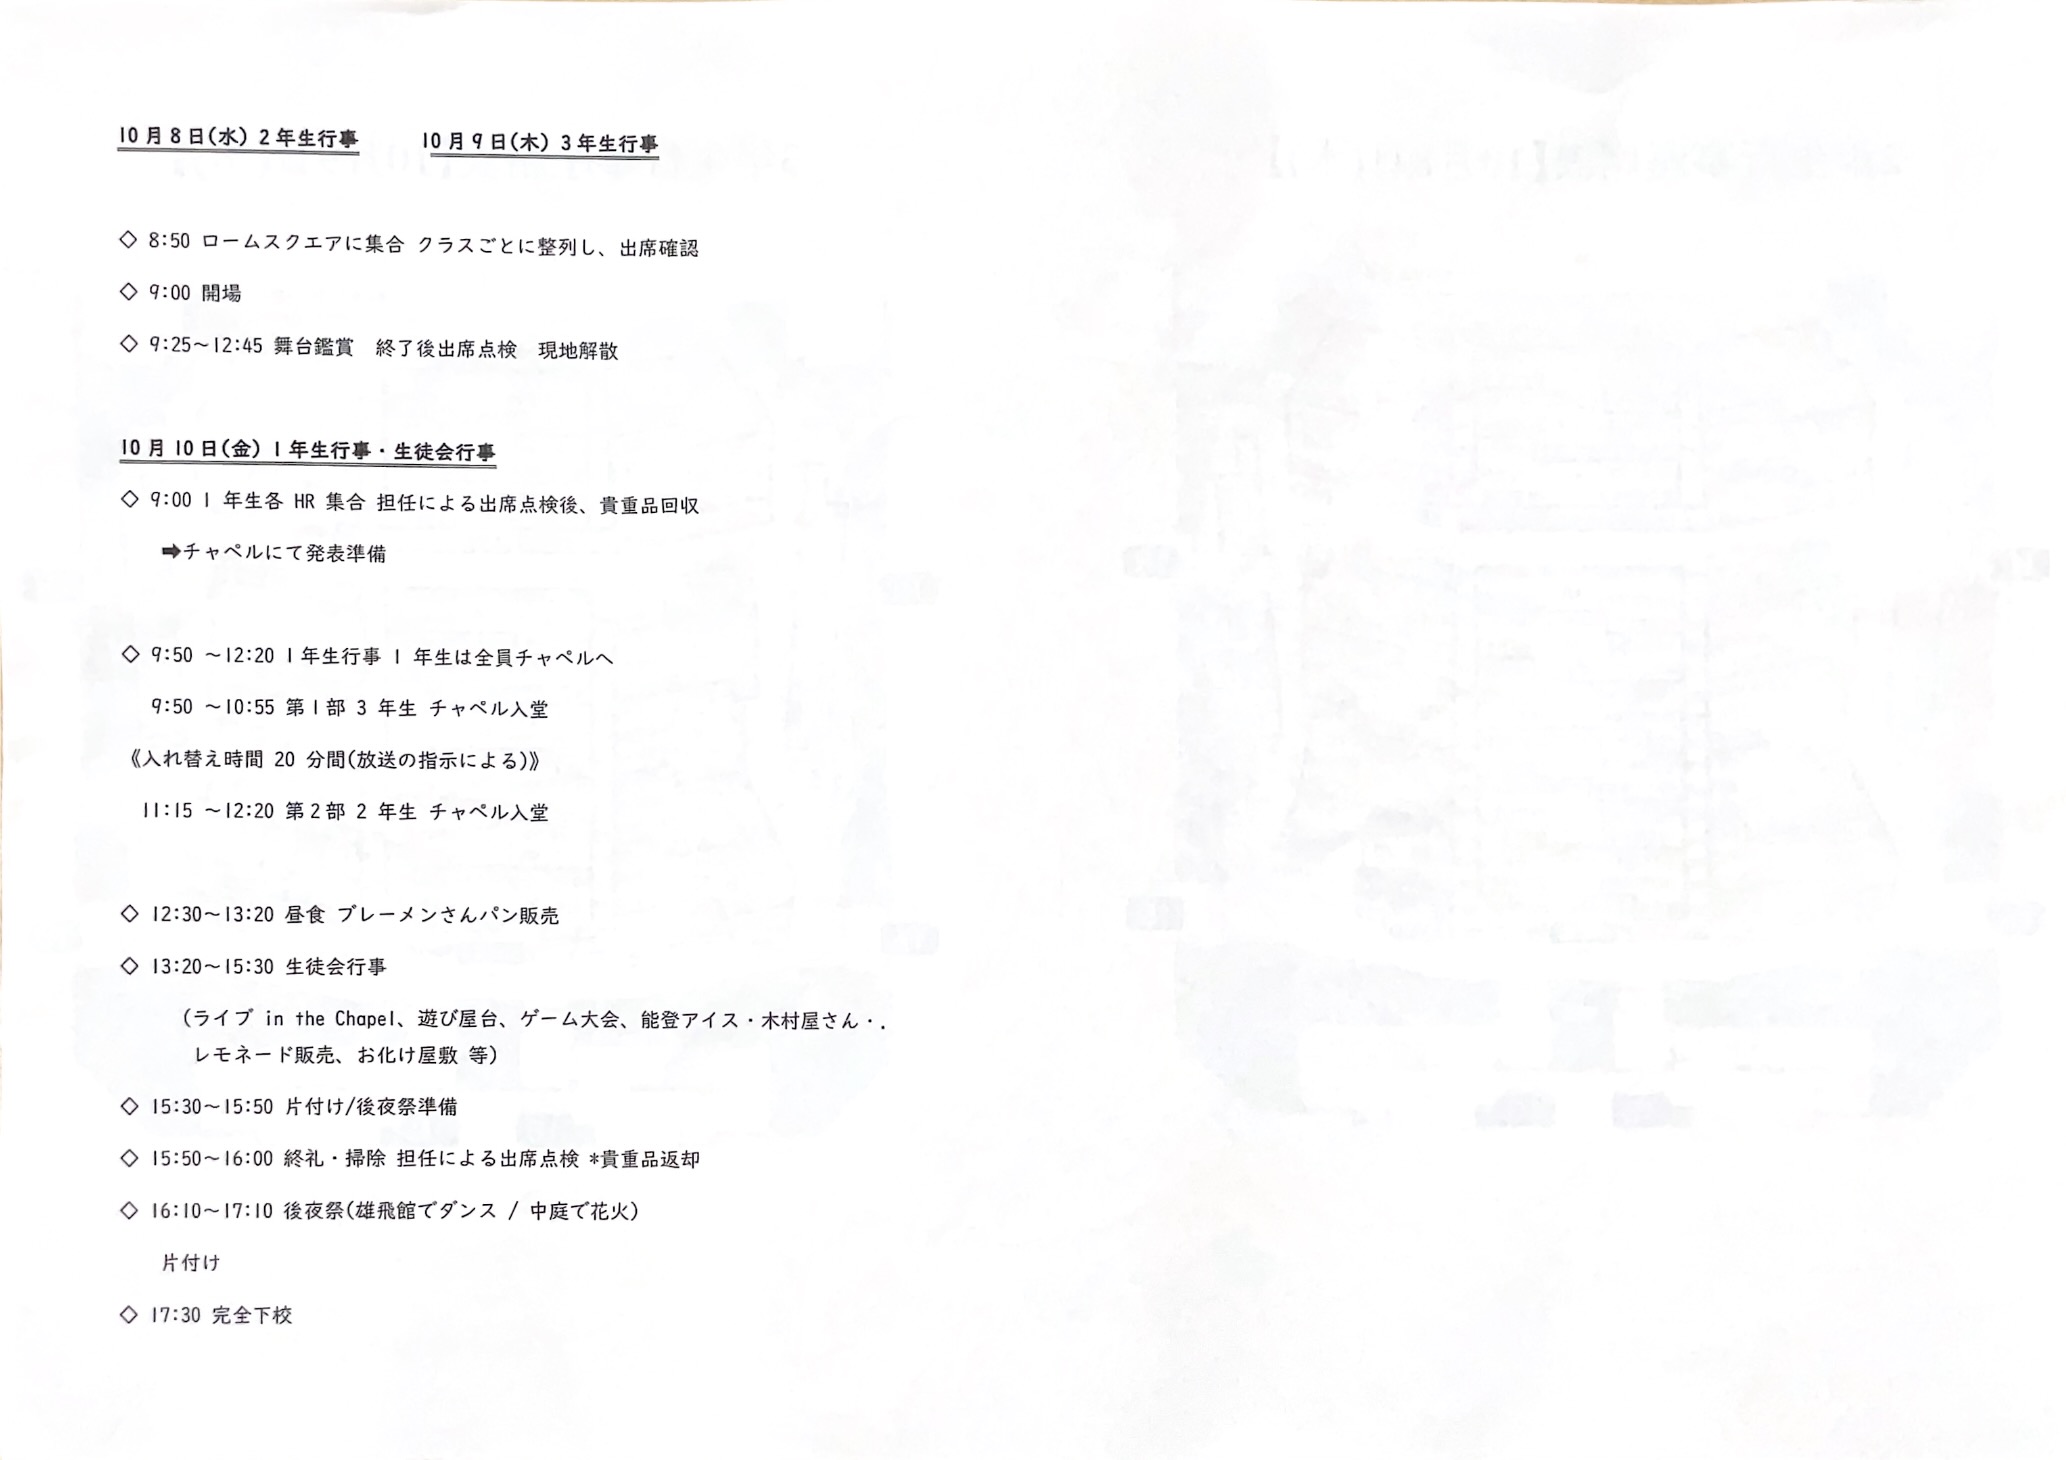 10月8日(水) 2年生行事　　10月9日(木) 3年生行事
◇ 8:50 ロームスクエアに集合 クラスごとに整列し、出席確認
◇ 9:00 開場
◇ 9:25～12:45 舞台鑑賞　終了後出席点検　現地解散
10月10日(金) 1年生行事・生徒会行事
◇ 9:00 1 年生各 HR 集合 担任による出席点検後、貴重品回収
➡チャペルにて発表準備
◇ 9:50 ～12:20 1年生行事 1 年生は全員チャペルへ
9:50 ～10:55 第1部 3 年生 チャペル入堂
《入れ替え時間 20 分間(放送の指示による)》
11:15 ～12:20 第2部 2 年生 チャペル入堂
◇ 12:30～13:20 昼食 ブレーメンさんパン販売
◇ 13:20～15:30 生徒会行事
(ライブ in the Chapel、遊び屋台、ゲーム大会、能登アイス・木村屋さん・.
レモネード販売、お化け屋敷 等)
◇ 15:30～15:50 片付け/後夜祭準備
◇ 15:50～16:00 終礼・掃除 担任による出席点検 *貴重品返却
◇ 16:10～17:10 後夜祭(雄飛館でダンス / 中庭で花火)
片付け
◇ 17:30 完全下校